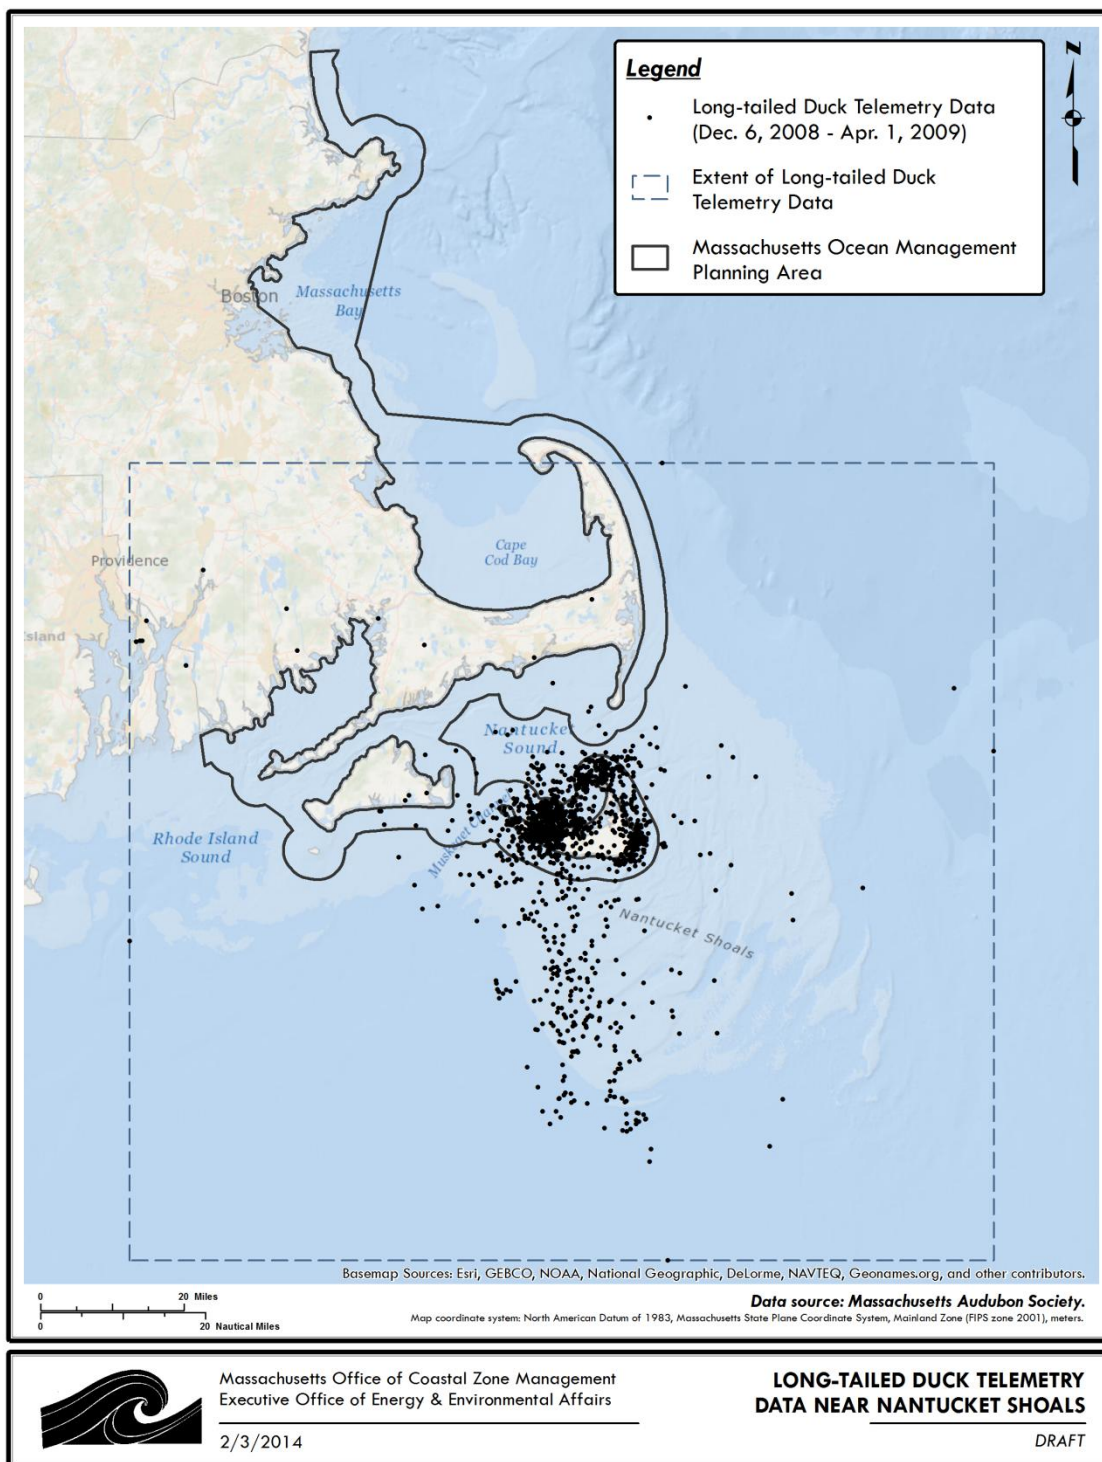 Legend
Long-tailed Duck Telemetry Data
(Dec. 6, 2008 - Apr. 1, 2009)
Extent of Long-tailed Duck
Telemetry Data
Massachusetts Ocean Management
Planning Area
N
Boston
Massachusetts
Bay
Cape
Cod Bay
Providence
Island
Nantucket
Sound
Muskeget Channel
Rhode Island
Sound
Nantucket Shoals
Basemap Sources: Esri, GEBCO, NOAA, National Geographic, DeLorme, NAVTEQ, Geonames.org, and other contributors.
0 20 Miles
0 20 Nautical Miles
Data source: Massachusetts Audubon Society.
Map coordinate system: North American Datum of 1983, Massachusetts State Plane Coordinate System, Mainland Zone (FIPS zone 2001), meters.
Massachusetts Office of Coastal Zone Management
Executive Office of Energy & Environmental Affairs
2/3/2014
LONG-TAILED DUCK TELEMETRY
DATA NEAR NANTUCKET SHOALS
DRAFT